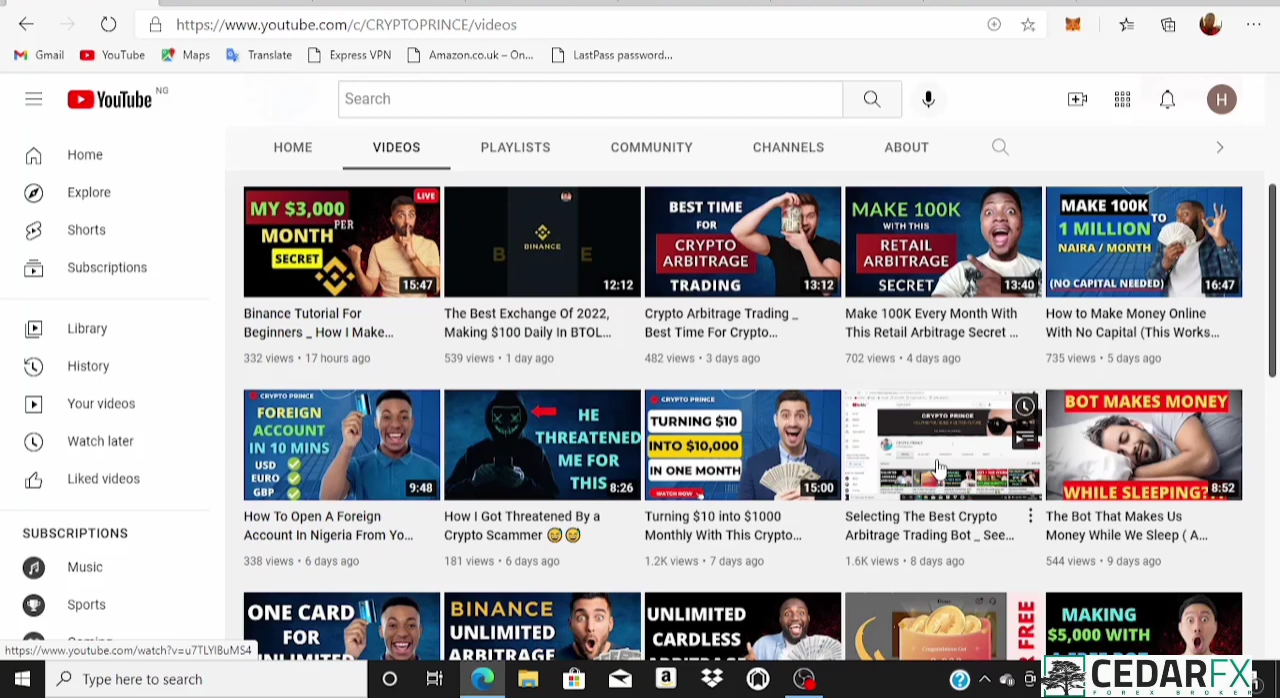 https://www.youtube.com/c/CRYPTOPRINCE/videos
Gmail
YouTube
Maps
Translate
Express VPN
Amazon.co.uk – On...
LastPass password...
YouTube NG
Search
H
Home
Explore
Shorts
Subscriptions
Library
History
Your videos
Watch later
Liked videos
SUBSCRIPTIONS
Music
Sports
HOME
VIDEOS
PLAYLISTS
COMMUNITY
CHANNELS
ABOUT
MY $3,000
PER
MONTH
SECRET
LIVE
15:47
Binance Tutorial For
Beginners _ How I Make...
332 views • 17 hours ago
BINANCE
B E
12:12
The Best Exchange Of 2022,
Making $100 Daily In BTOL...
539 views • 1 day ago
BEST TIME
FOR
CRYPTO
ARBITRAGE
TRADING
13:12
Crypto Arbitrage Trading _
Best Time For Crypto...
482 views • 3 days ago
MAKE 100K
WITH THIS
RETAIL
ARBITRAGE
SECRET
13:40
Make 100K Every Month With
This Retail Arbitrage Secret ...
702 views • 4 days ago
MAKE 100K
TO
1 MILLION
NAIRA / MONTH
(NO CAPITAL NEEDED)
16:47
How to Make Money Online
With No Capital (This Works...
735 views • 5 days ago
CRYPTO PRINCE
FOREIGN
ACCOUNT
IN 10 MINS
USD
EURO
GBP
9:48
How To Open A Foreign
Account In Nigeria From Yo...
338 views • 6 days ago
HE
THREATENED
ME FOR
THIS
8:26
How I Got Threatened By a
Crypto Scammer 😅😅
181 views • 6 days ago
CRYPTO PRINCE
TURNING $10
INTO $10,000
IN ONE MONTH
WATCH NOW
15:00
Turning $10 into $1000
Monthly With This Crypto...
1.2K views • 7 days ago
CRYPTO PRINCE
Selecting The Best Crypto
Arbitrage Trading Bot _ See...
1.6K views • 8 days ago
BOT MAKES MONEY
WHILE SLEEPING?
8:52
The Bot That Makes Us
Money While We Sleep ( A...
544 views • 9 days ago
ONE CARD
FOR
UNLIMITED
BINANCE
UNLIMITED
ARBITRAGE
UNLIMITED
CARDLESS
FREE
MAKING
$5,000 WITH
https://www.youtube.com/watch?v=u7TLYlBuMS4
Type here to search
CEDARFX
FOREX BROKER